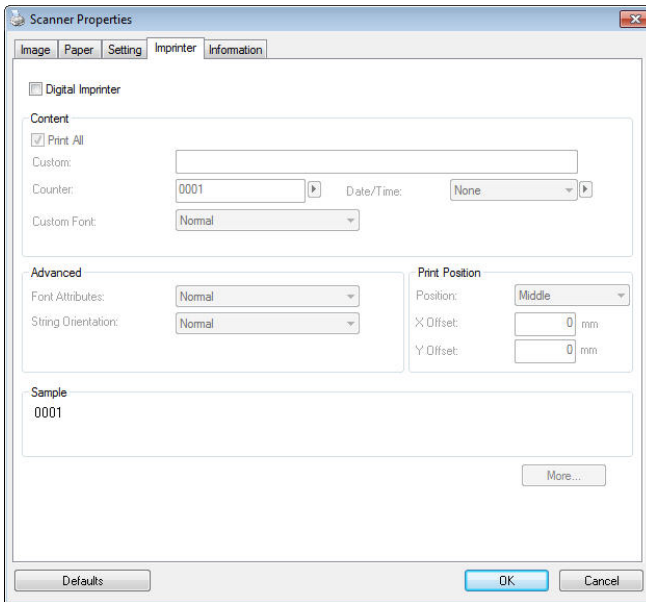 Scanner Properties
Image Paper Setting Imprinter Information
Digital Imprinter
Content
Print All
Custom:
Counter: 0001 Date/Time: None
Custom Font: Normal
Advanced
Font Attributes: Normal
String Orientation: Normal
Print Position
Position: Middle
X Offset: 0 mm
Y Offset: 0 mm
Sample
0001
More...
Defaults OK Cancel